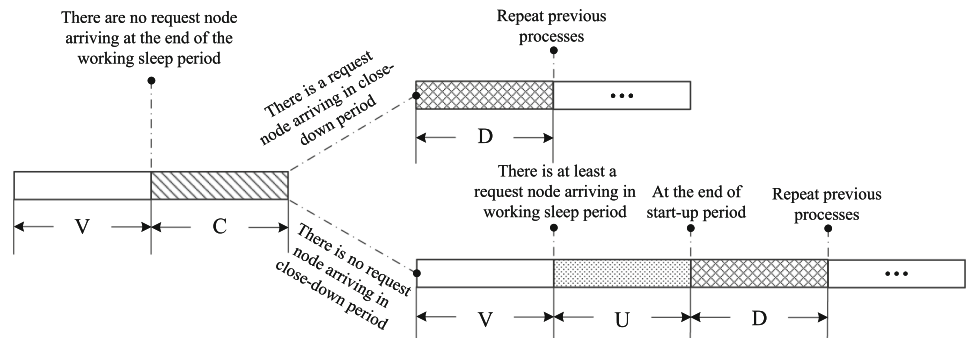 There are no request node
arriving at the end of the
working sleep period
V
C
There is a request
node arriving in close-
down period
Repeat previous
processes
...
D
There is no request
node arriving in
close-down period
There is at least a
request node arriving in
working sleep period
At the end of
start-up period
Repeat previous
processes
...
V
U
D